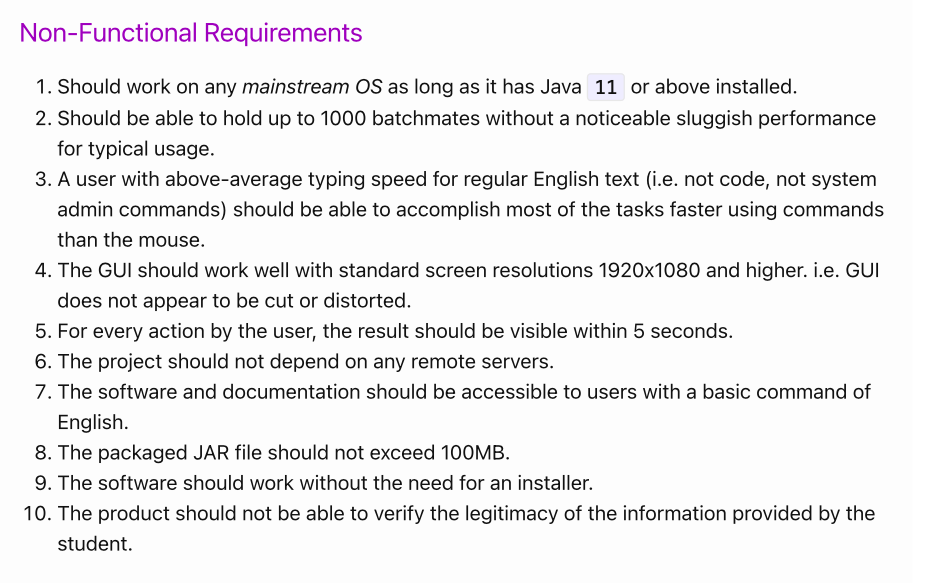 Non-Functional Requirements
1. Should work on any mainstream OS as long as it has Java 11 or above installed.
2. Should be able to hold up to 1000 batchmates without a noticeable sluggish performance
for typical usage.
3. A user with above-average typing speed for regular English text (i.e. not code, not system
admin commands) should be able to accomplish most of the tasks faster using commands
than the mouse.
4. The GUI should work well with standard screen resolutions 1920x1080 and higher. i.e. GUI
does not appear to be cut or distorted.
5. For every action by the user, the result should be visible within 5 seconds.
6. The project should not depend on any remote servers.
7. The software and documentation should be accessible to users with a basic command of
English.
8. The packaged JAR file should not exceed 100MB.
9. The software should work without the need for an installer.
10. The product should not be able to verify the legitimacy of the information provided by the
student.